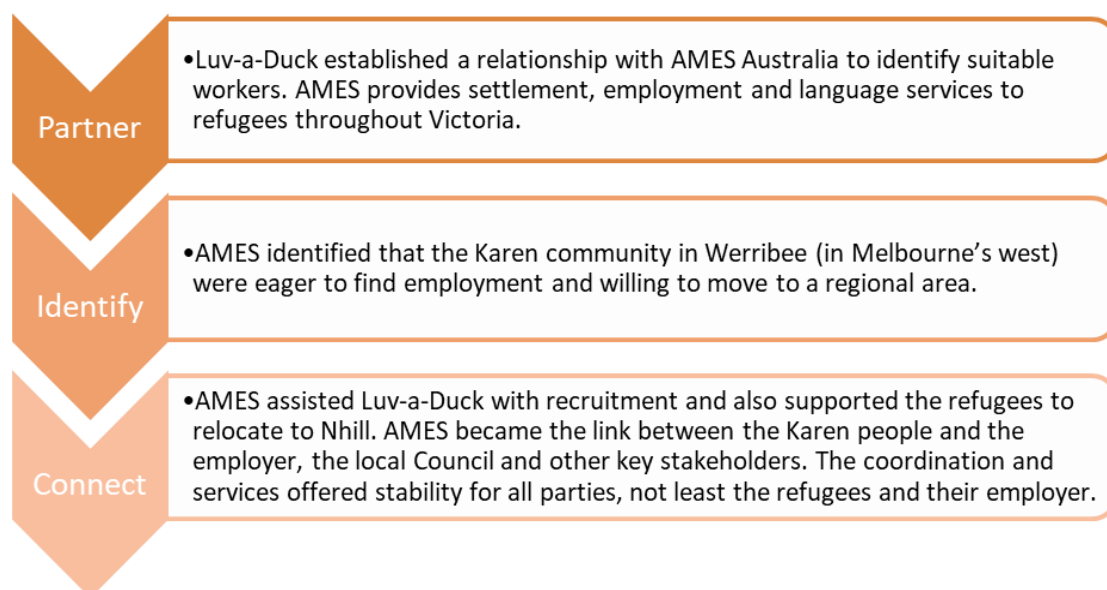 Partner
•Luv-a-Duck established a relationship with AMES Australia to identify suitable
workers. AMES provides settlement, employment and language services to
refugees throughout Victoria.
Identify
•AMES identified that the Karen community in Werribee (in Melbourne’s west)
were eager to find employment and willing to move to a regional area.
Connect
•AMES assisted Luv-a-Duck with recruitment and also supported the refugees to
relocate to Nhill. AMES became the link between the Karen people and the
employer, the local Council and other key stakeholders. The coordination and
services offered stability for all parties, not least the refugees and their employer.